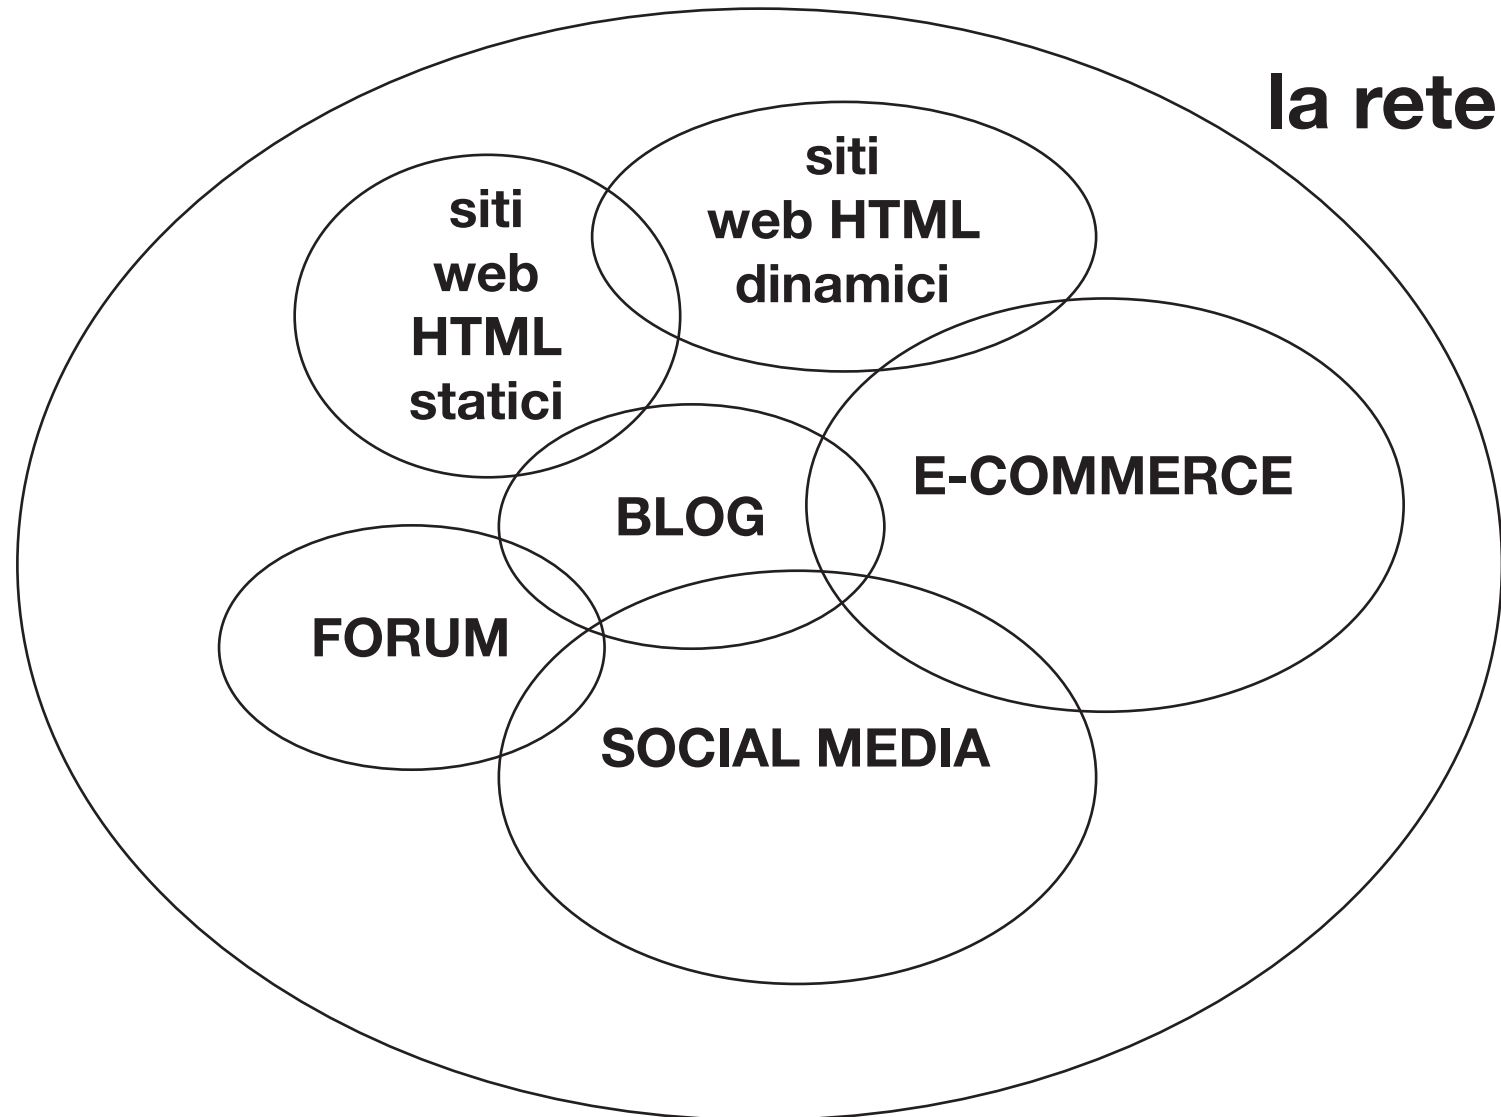 la rete
siti
web HTML
dinamici
siti
web
HTML
statici
E-COMMERCE
BLOG
FORUM
SOCIAL MEDIA